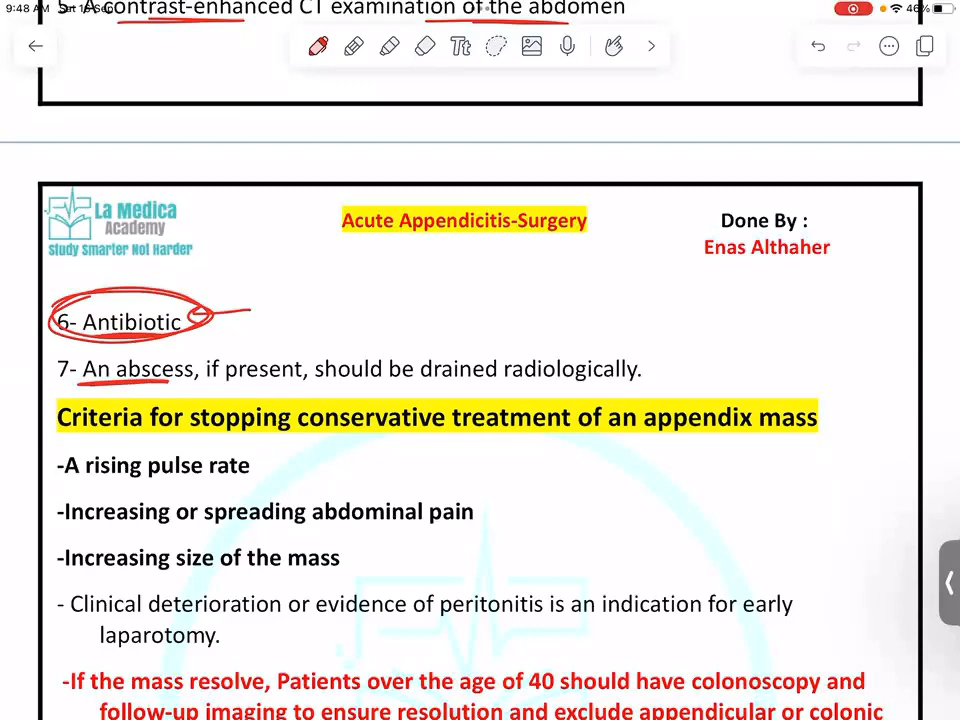 9:48 AM Sat 16 Sep 46%
5- A contrast-enhanced CT examination of the abdomen
Tt
La Medica
Academy
Study Smarter Not Harder
Acute Appendicitis-Surgery
Done By :
Enas Althaher
6- Antibiotic
7- An abscess, if present, should be drained radiologically.
Criteria for stopping conservative treatment of an appendix mass
-A rising pulse rate
-Increasing or spreading abdominal pain
-Increasing size of the mass
- Clinical deterioration or evidence of peritonitis is an indication for early
laparotomy.
-If the mass resolve, Patients over the age of 40 should have colonoscopy and
follow-up imaging to ensure resolution and exclude appendicular or colonic